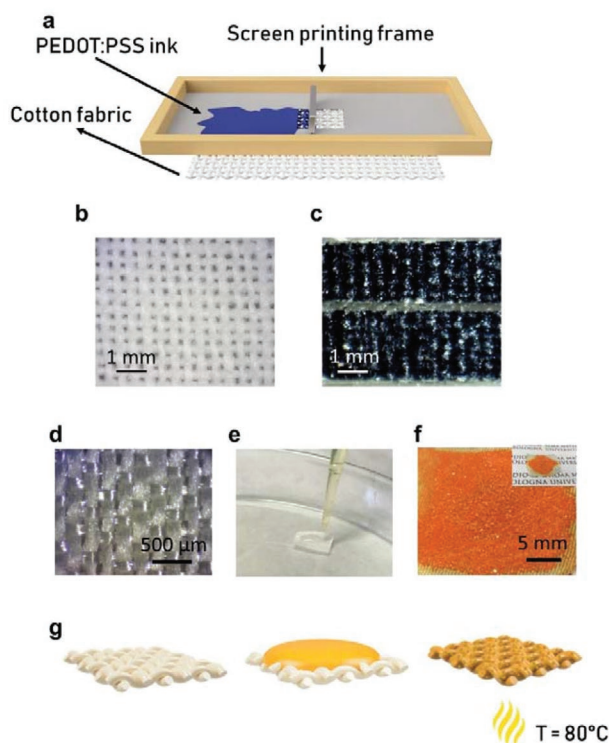 a
Screen printing frame
PEDOT:PSS ink
Cotton fabric
b
c
1 mm
1 mm
d
e
f
500 µm
5 mm
g
T = 80°C